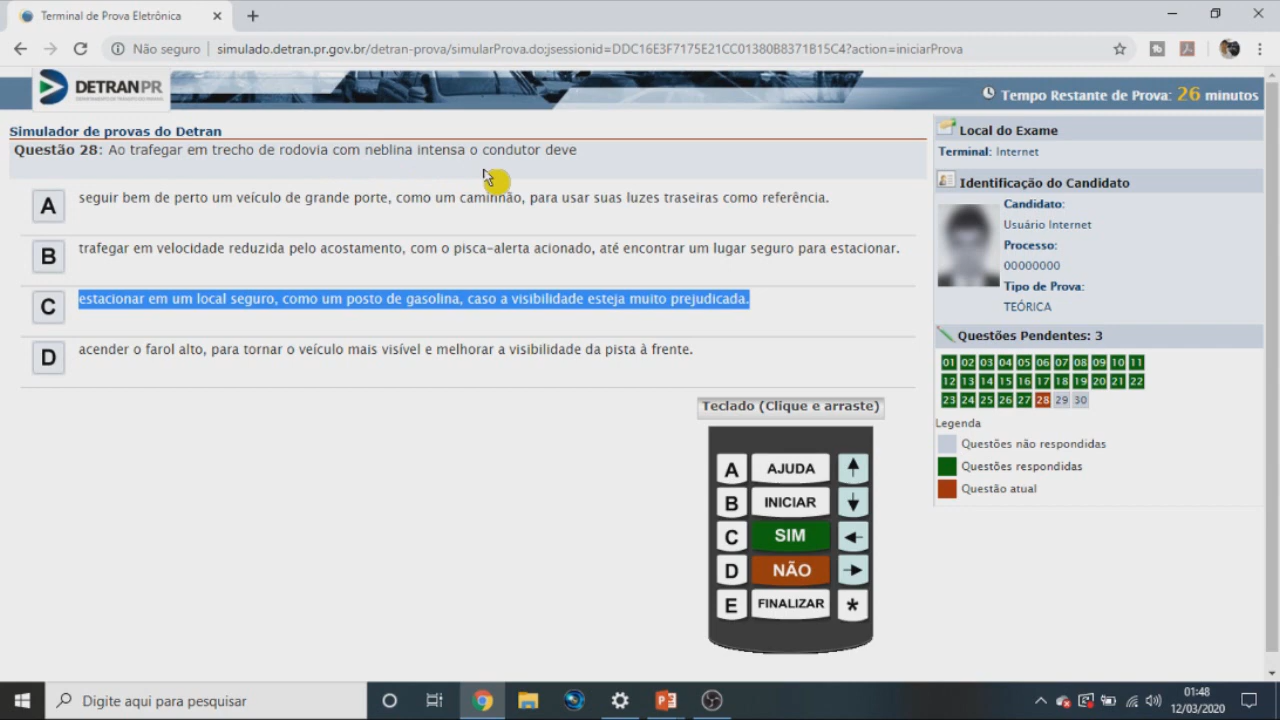 Terminal de Prova Eletrônica
Não seguro | simulado.detran.pr.gov.br/detran-prova/simularProva.do;jsessionid=DDC16E3F7175E21CC01380B8371B15C4?action=iniciarProva
DETRANPR
Tempo Restante de Prova: 26 minutos
Simulador de provas do Detran
Questão 28: Ao trafegar em trecho de rodovia com neblina intensa o condutor deve
A seguir bem de perto um veículo de grande porte, como um caminhão, para usar suas luzes traseiras como referência.
B trafegar em velocidade reduzida pelo acostamento, com o pisca-alerta acionado, até encontrar um lugar seguro para estacionar.
C estacionar em um local seguro, como um posto de gasolina, caso a visibilidade esteja muito prejudicada.
D acender o farol alto, para tornar o veículo mais visível e melhorar a visibilidade da pista à frente.
Teclado (Clique e arraste)
A AJUDA
B INICIAR
C SIM
D NÃO
E FINALIZAR *
Local do Exame
Terminal: Internet
Identificação do Candidato
Candidato:
Usuário Internet
Processo:
00000000
Tipo de Prova:
TEÓRICA
Questões Pendentes: 3
01 02 03 04 05 06 07 08 09 10 11
12 13 14 15 16 17 18 19 20 21 22
23 24 25 26 27 28 29 30
Legenda
Questões não respondidas
Questões respondidas
Questão atual
Digite aqui para pesquisar
01:48
12/03/2020